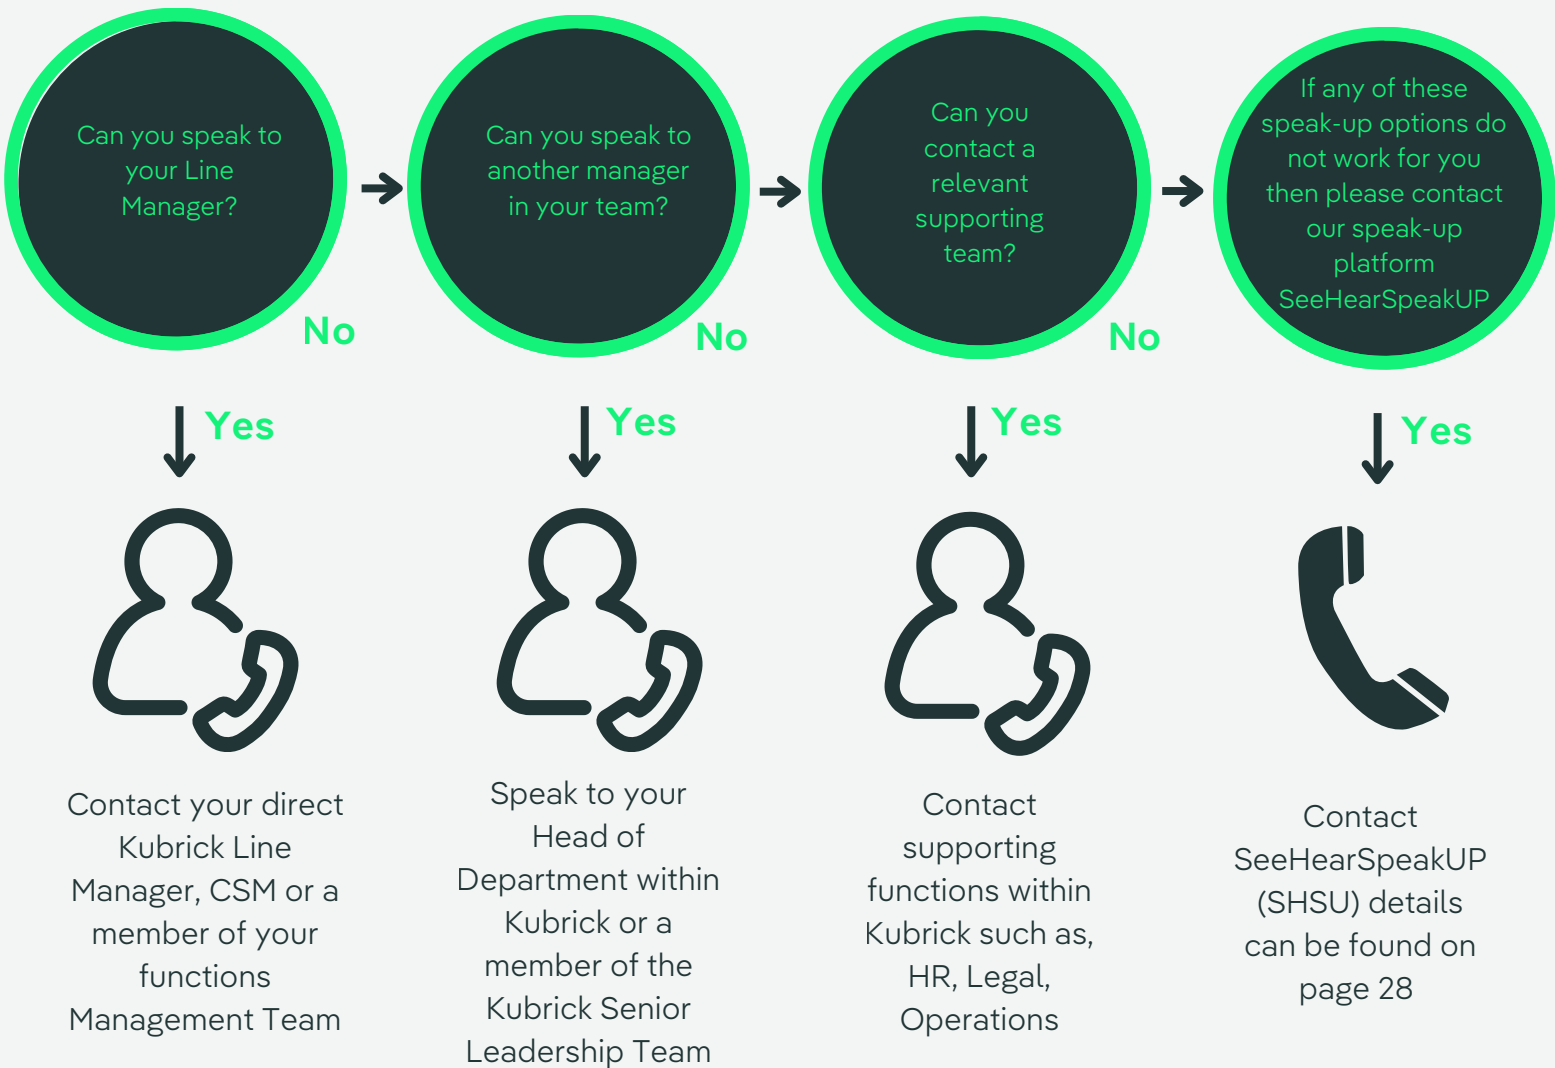 Can you speak to
your Line
Manager?
No
Yes
Contact your direct
Kubrick Line
Manager, CSM or a
member of your
functions
Management Team
Can you speak to
another manager
in your team?
No
Yes
Speak to your
Head of
Department within
Kubrick or a
member of the
Kubrick Senior
Leadership Team
Can you
contact a
relevant
supporting
team?
No
Yes
Contact
supporting
functions within
Kubrick such as,
HR, Legal,
Operations
If any of these
speak-up options do
not work for you
then please contact
our speak-up
platform
SeeHearSpeakUP
Yes
Contact
SeeHearSpeakUP
(SHSU) details
can be found on
page 28